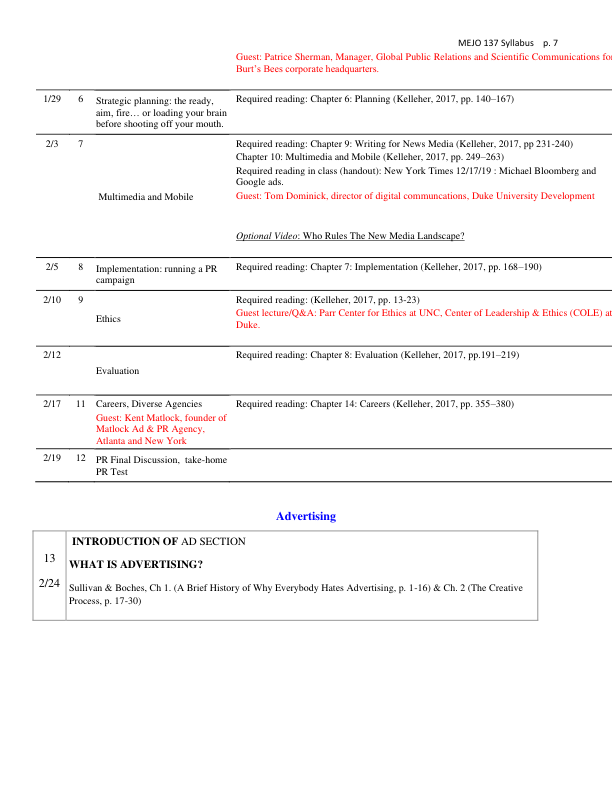 MEJO 137 Syllabus p. 7
Guest: Patrice Sherman, Manager, Global Public Relations and Scientific Communications for
Burt's Bees corporate headquarters.
1/29 6 Strategic planning: the ready, Required reading: Chapter 6: Planning (Kelleher, 2017, pp. 140–167)
aim, fire… or loading your brain
before shooting off your mouth.
2/3 7 Required reading: Chapter 9: Writing for News Media (Kelleher, 2017, pp 231-240)
Chapter 10: Multimedia and Mobile (Kelleher, 2017, pp. 249–263)
Required reading in class (handout): New York Times 12/17/19 : Michael Bloomberg and
Google ads.
Multimedia and Mobile Guest; Tom Dominick, director of digital communcations, Duke University Development
Optional Video: Who Rules The New Media Landscape?
2/5 8 Implementation: running a PR Required reading: Chapter 7: Implementation (Kelleher, 2017, pp. 168–190)
campaign
2/10 9 Required reading: (Kelleher, 2017, pp. 13-23)
Ethics Guest lecture/Q&A: Parr Center for Ethics at UNC, Center of Leadership & Ethics (COLE) at
Duke.
2/12 Required reading: Chapter 8: Evaluation (Kelleher, 2017, pp.191–219)
Evaluation
2/17 11 Careers, Diverse Agencies Required reading: Chapter 14: Careers (Kelleher, 2017, pp. 355–380)
Guest; Kent Matlock, founder of
Matlock Ad & PR Agency,
Atlanta and New York
2/19 12 PR Final Discussion, take-home
PR Test
Advertising
INTRODUCTION OF AD SECTION
13
WHAT IS ADVERTISING?
2/24
Sullivan & Boches, Ch 1. (A Brief History of Why Everybody Hates Advertising, p. 1-16) & Ch. 2 (The Creative
Process, p. 17-30)